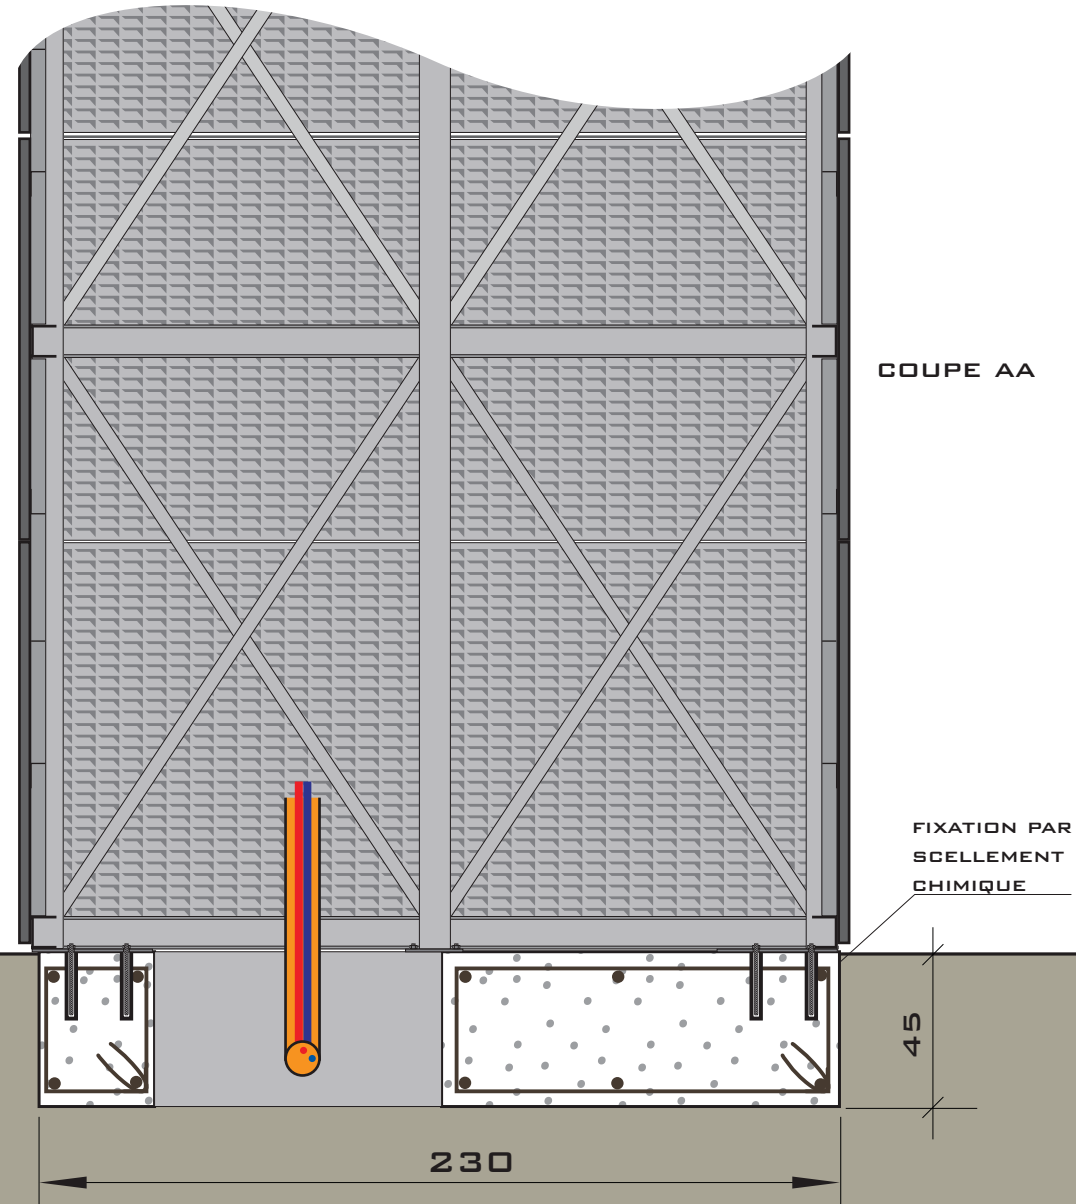 COUPE AA
FIXATION PAR
SCELLEMENT
CHIMIQUE
45
230